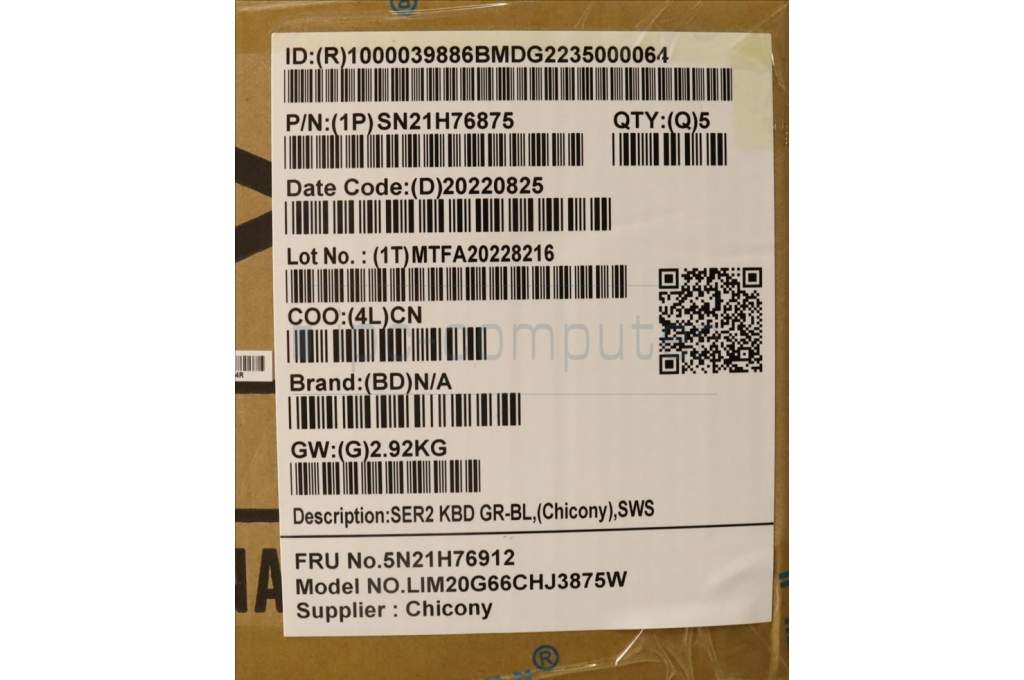 ®
ID:(R)1000039886BMDG2235000064
P/N:(1P)SN21H76875 QTY:(Q)5
Date Code:(D)20220825
Lot No. : (1T)MTFA20228216
COO:(4L)CN
Brand:(BD)N/A
GW:(G)2.92KG
Description:SER2 KBD GR-BL,(Chicony),SWS
FRU No.5N21H76912
Model NO.LIM20G66CHJ3875W
Supplier : Chicony
®